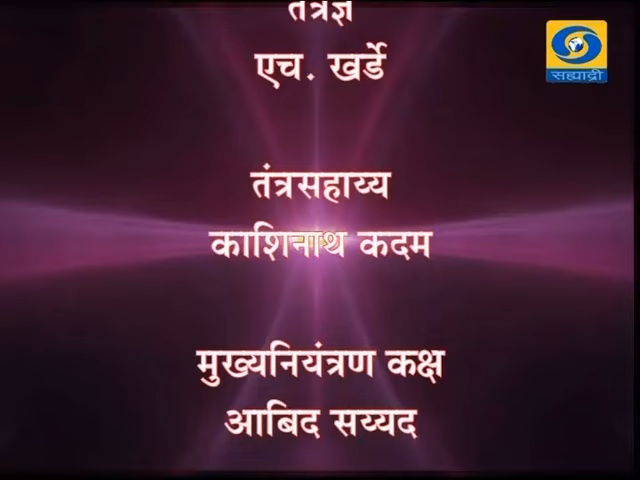 तंत्रज्ञ
एच. खर्डे
सह्याद्री
तंत्रसहाय्य
काशिनाथ कदम
मुख्यनियंत्रण कक्ष
आबिद सय्यद